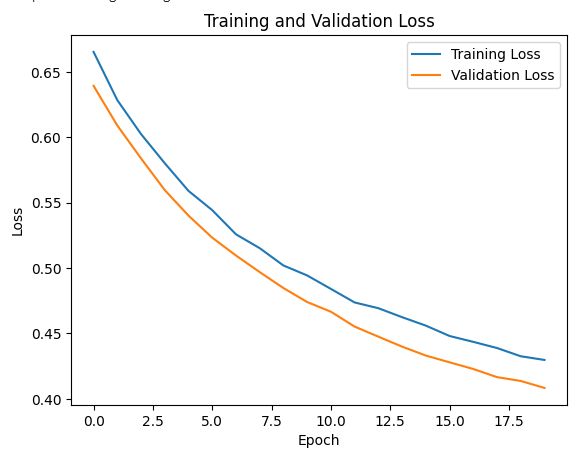 Training and Validation Loss
Training Loss
Validation Loss
0.65
0.60
0.55
0.50
0.45
0.40
Loss
0.0 2.5 5.0 7.5 10.0 12.5 15.0 17.5
Epoch